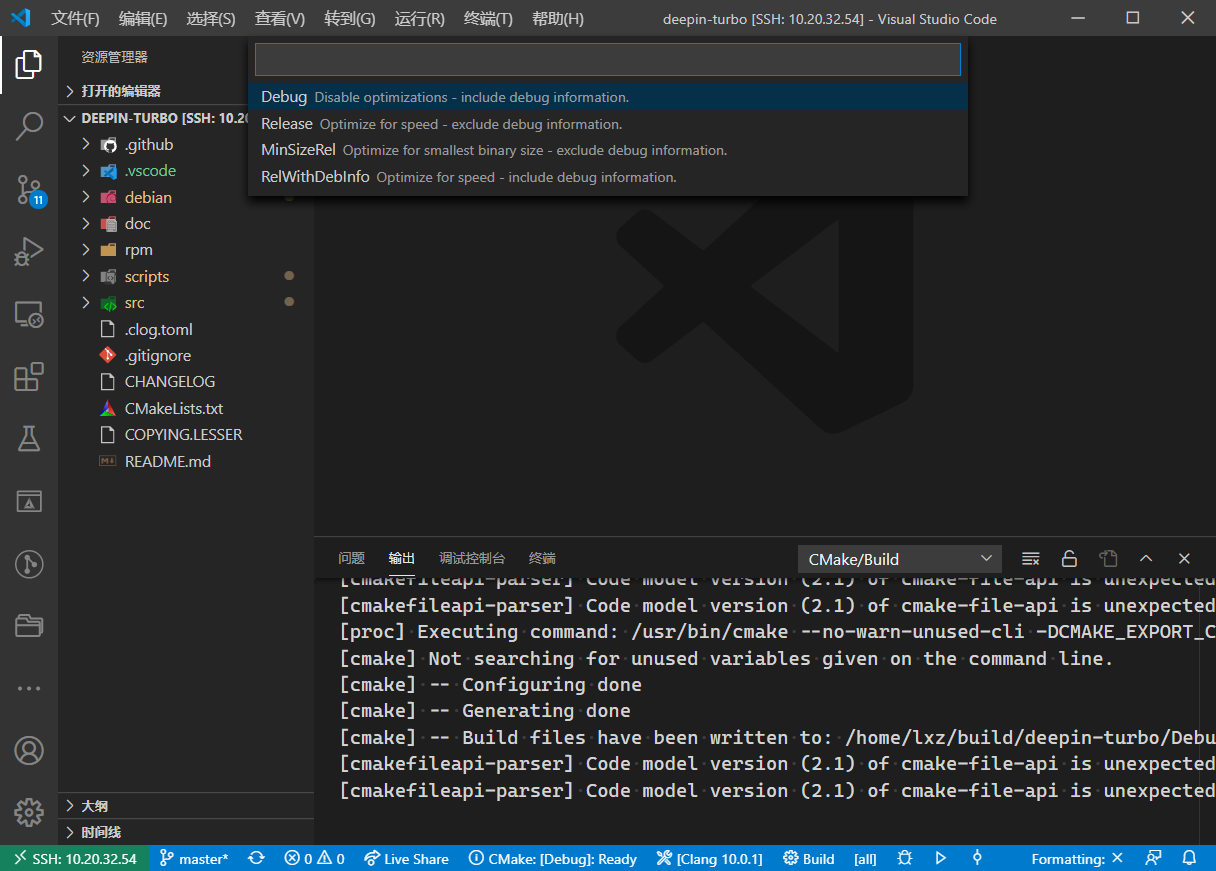 文件(F) 编辑(E) 选择(S) 查看(V) 转到(G) 运行(R) 终端(T) 帮助(H) deepin-turbo [SSH: 10.20.32.54] - Visual Studio Code
资源管理器
打开的编辑器
DEEPIN-TURBO [SSH: 10.20
Debug Disable optimizations - include debug information.
Release Optimize for speed - exclude debug information.
MinSizeRel Optimize for smallest binary size - exclude debug information.
RelWithDebInfo Optimize for speed - include debug information.
.github
.vscode
debian
doc
rpm
scripts
src
.clog.toml
.gitignore
CHANGELOG
CMakeLists.txt
COPYING.LESSER
README.md
大纲
时间线
11
问题 输出 调试控制台 终端 CMake/Build
[cmakefileapi-parser] Code model version (2.1) of cmake-file-api is unexpected
[cmakefileapi-parser] Code model version (2.1) of cmake-file-api is unexpected
[proc] Executing command: /usr/bin/cmake --no-warn-unused-cli -DCMAKE_EXPORT_C
[cmake] Not searching for unused variables given on the command line.
[cmake] -- Configuring done
[cmake] -- Generating done
[cmake] -- Build files have been written to: /home/lxz/build/deepin-turbo/Debu
[cmakefileapi-parser] Code model version (2.1) of cmake-file-api is unexpected
[cmakefileapi-parser] Code model version (2.1) of cmake-file-api is unexpected
SSH: 10.20.32.54 master* 0 0 Live Share CMake: [Debug]: Ready [Clang 10.0.1] Build [all] Formatting: ✕